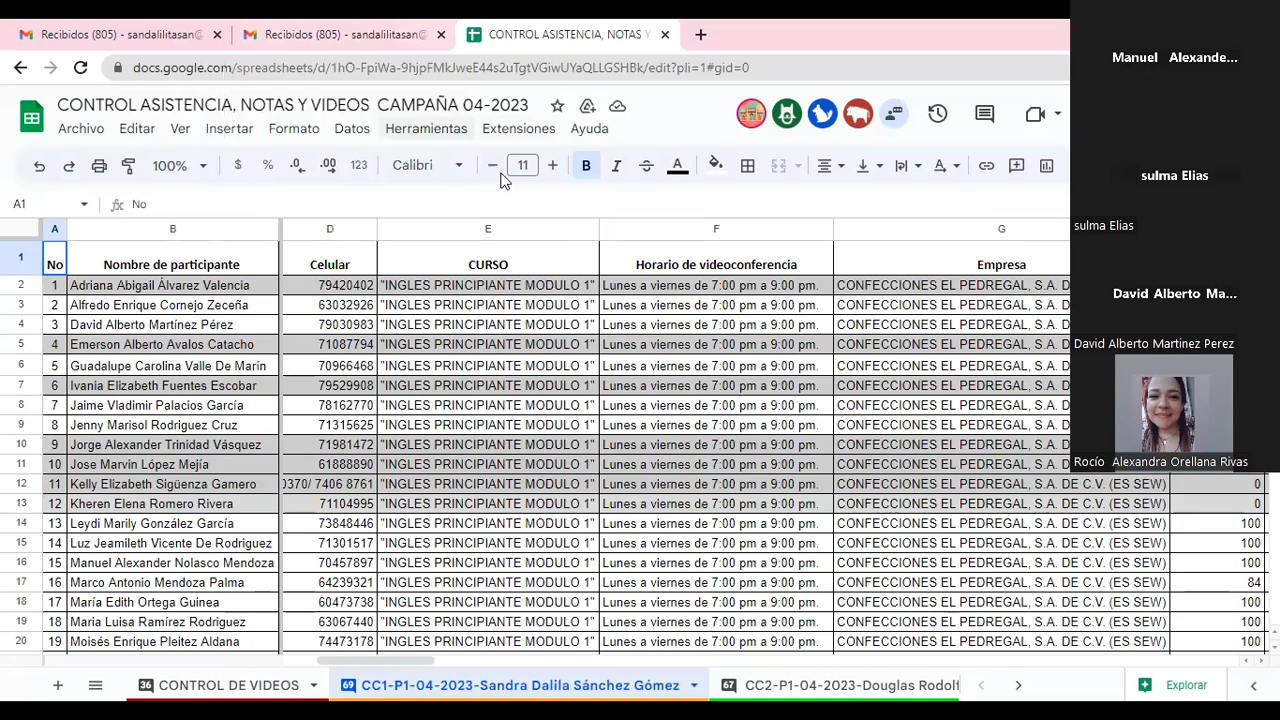 Recibidos (805) - sandalilitasan@ Recibidos (805) - sandalilitasan@ CONTROL ASISTENCIA, NOTAS Y
docs.google.com/spreadsheets/d/1hO-FpiWa-9hjpFMkJweE44s2uTgtVGiwUYaQLLGSHBk/edit?pli=1#gid=0
CONTROL ASISTENCIA, NOTAS Y VIDEOS CAMPAÑA 04-2023
Archivo Editar Ver Insertar Formato Datos Herramientas Extensiones Ayuda
100% $ % .0 .00 123 Calibri 11 B I S A
A1 fx No
A B D E F G
1 No Nombre de participante Celular CURSO Horario de videoconferencia Empresa
2 1 Adriana Abigail Álvarez Valencia 79420402 "INGLES PRINCIPIANTE MODULO 1" Lunes a viernes de 7:00 pm a 9:00 pm. CONFECCIONES EL PEDREGAL, S.A. D
3 2 Alfredo Enrique Cornejo Zeceña 63032926 "INGLES PRINCIPIANTE MODULO 1" Lunes a viernes de 7:00 pm a 9:00 pm. CONFECCIONES EL PEDREGAL, S.A. D
4 3 David Alberto Martínez Pérez 79030983 "INGLES PRINCIPIANTE MODULO 1" Lunes a viernes de 7:00 pm a 9:00 pm. CONFECCIONES EL PEDREGAL, S.A. D
5 4 Emerson Alberto Avalos Catacho 71087794 "INGLES PRINCIPIANTE MODULO 1" Lunes a viernes de 7:00 pm a 9:00 pm. CONFECCIONES EL PEDREGAL, S.A. D
6 5 Guadalupe Carolina Valle De Marín 70966468 "INGLES PRINCIPIANTE MODULO 1" Lunes a viernes de 7:00 pm a 9:00 pm. CONFECCIONES EL PEDREGAL, S.A. D
7 6 Ivania Elizabeth Fuentes Escobar 79529908 "INGLES PRINCIPIANTE MODULO 1" Lunes a viernes de 7:00 pm a 9:00 pm. CONFECCIONES EL PEDREGAL, S.A. D
8 7 Jaime Vladimir Palacios García 78162770 "INGLES PRINCIPIANTE MODULO 1" Lunes a viernes de 7:00 pm a 9:00 pm. CONFECCIONES EL PEDREGAL, S.A. D
9 8 Jenny Marisol Rodriguez Cruz 71315625 "INGLES PRINCIPIANTE MODULO 1" Lunes a viernes de 7:00 pm a 9:00 pm. CONFECCIONES EL PEDREGAL, S.A. D
10 9 Jorge Alexander Trinidad Vásquez 71981472 "INGLES PRINCIPIANTE MODULO 1" Lunes a viernes de 7:00 pm a 9:00 pm. CONFECCIONES EL PEDREGAL, S.A. D
11 10 Jose Marvin López Mejía 61888890 "INGLES PRINCIPIANTE MODULO 1" Lunes a viernes de 7:00 pm a 9:00 pm. CONFECCIONES EL PEDREGAL, S.A. D
12 11 Kelly Elizabeth Sigüenza Gamero 0370/ 7406 8761 "INGLES PRINCIPIANTE MODULO 1" Lunes a viernes de 7:00 pm a 9:00 pm. CONFECCIONES EL PEDREGAL, S.A. DE C.V. (ES SEW) 0
13 12 Kheren Elena Romero Rivera 71104995 "INGLES PRINCIPIANTE MODULO 1" Lunes a viernes de 7:00 pm a 9:00 pm. CONFECCIONES EL PEDREGAL, S.A. DE C.V. (ES SEW) 0
14 13 Leydi Marily González García 73848446 "INGLES PRINCIPIANTE MODULO 1" Lunes a viernes de 7:00 pm a 9:00 pm. CONFECCIONES EL PEDREGAL, S.A. DE C.V. (ES SEW) 100
15 14 Luz Jeamileth Vicente De Rodriguez 71301517 "INGLES PRINCIPIANTE MODULO 1" Lunes a viernes de 7:00 pm a 9:00 pm. CONFECCIONES EL PEDREGAL, S.A. DE C.V. (ES SEW) 100
16 15 Manuel Alexander Nolasco Mendoza 70457897 "INGLES PRINCIPIANTE MODULO 1" Lunes a viernes de 7:00 pm a 9:00 pm. CONFECCIONES EL PEDREGAL, S.A. DE C.V. (ES SEW) 100
17 16 Marco Antonio Mendoza Palma 64239321 "INGLES PRINCIPIANTE MODULO 1" Lunes a viernes de 7:00 pm a 9:00 pm. CONFECCIONES EL PEDREGAL, S.A. DE C.V. (ES SEW) 84
18 17 María Edith Ortega Guinea 60473738 "INGLES PRINCIPIANTE MODULO 1" Lunes a viernes de 7:00 pm a 9:00 pm. CONFECCIONES EL PEDREGAL, S.A. DE C.V. (ES SEW) 100
19 18 Maria Luisa Ramírez Rodriguez 63067440 "INGLES PRINCIPIANTE MODULO 1" Lunes a viernes de 7:00 pm a 9:00 pm. CONFECCIONES EL PEDREGAL, S.A. DE C.V. (ES SEW) 100
20 19 Moisés Enrique Pleitez Aldana 74473178 "INGLES PRINCIPIANTE MODULO 1" Lunes a viernes de 7:00 pm a 9:00 pm. CONFECCIONES EL PEDREGAL, S.A. DE C.V. (ES SEW) 100
36 CONTROL DE VIDEOS 69 CC1-P1-04-2023-Sandra Dalila Sánchez Gómez 67 CC2-P1-04-2023-Douglas Rodolf Explorar
Manuel Alexande...
sulma Elias
sulma Elias
David Alberto Ma...
David Alberto Martinez Perez
Rocío Alexandra Orellana Rivas